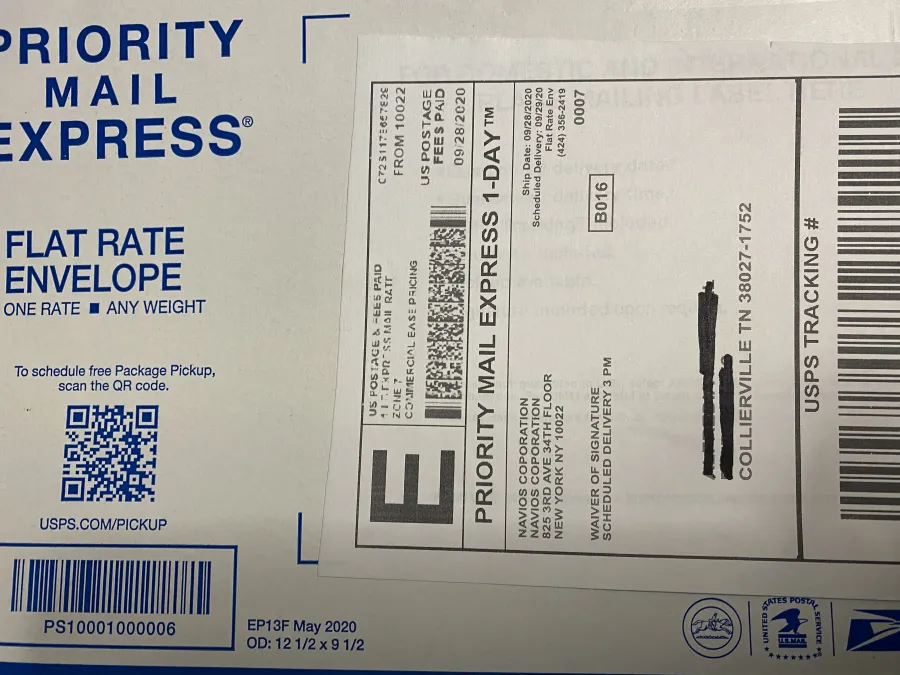 PRIORITY
MAIL
EXPRESS®
FLAT RATE
ENVELOPE
ONE RATE ■ ANY WEIGHT
To schedule free Package Pickup,
scan the QR code.
USPS.COM/PICKUP
PS10001000006
EP13F May 2020
OD: 12 1/2 x 9 1/2
US POSTAGE & FEES PAID
ZONE 7
COMMERCIAL BASE PRICING
FROM 10022
US POSTAGE
FEES PAID
09/28/2020
E
PRIORITY MAIL EXPRESS 1-DAY™
NAVIOS COPORATION
NAVIOS COPORATION
825 3RD AVE 34TH FLOOR
NEW YORK NY 10022
Ship Date: 09/28/2020
Scheduled Delivery: 09/29/20
Flat Rate Env
(424) 356-2419
0007
B016
WAIVER OF SIGNATURE
SCHEDULED DELIVERY 3 PM
COLLIERVILLE TN 38027-1752
USPS TRACKING #
UNITED STATES POSTAL SERVICE
U.S.MAIL